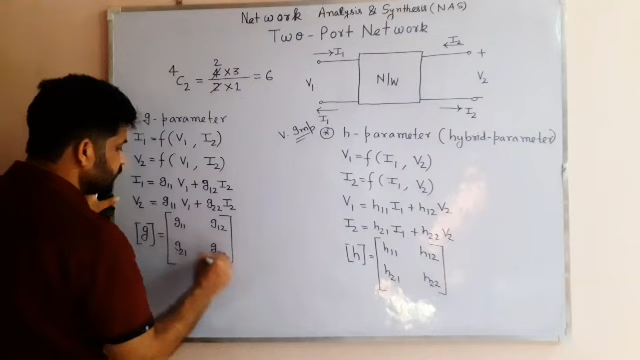 Network Analysis & Synthesis (NAS)
Two-Port Network
⁴C₂ = 4 × 3 / 2 × 1 = 6
2
I₁
I₂
+
V₁
N/W
V₂
I₁
I₂
g-parameter
I₁ = f(V₁, I₂)
V₂ = f(V₁, I₂)
I₁ = g₁₁ V₁ + g₁₂ I₂
V₂ = g₁₁ V₁ + g₂₂ I₂
[g] = [g₁₁ g₁₂
g₂₁ g
V. Imp * h-parameter (hybrid-parameter)
V₁ = f(I₁, V₂)
I₂ = f(I₁, V₂)
V₁ = h₁₁ I₁ + h₁₂ V₂
I₂ = h₂₁ I₁ + h₂₂ V₂
[h] = [h₁₁ h₁₂
h₂₁ h₂₂]